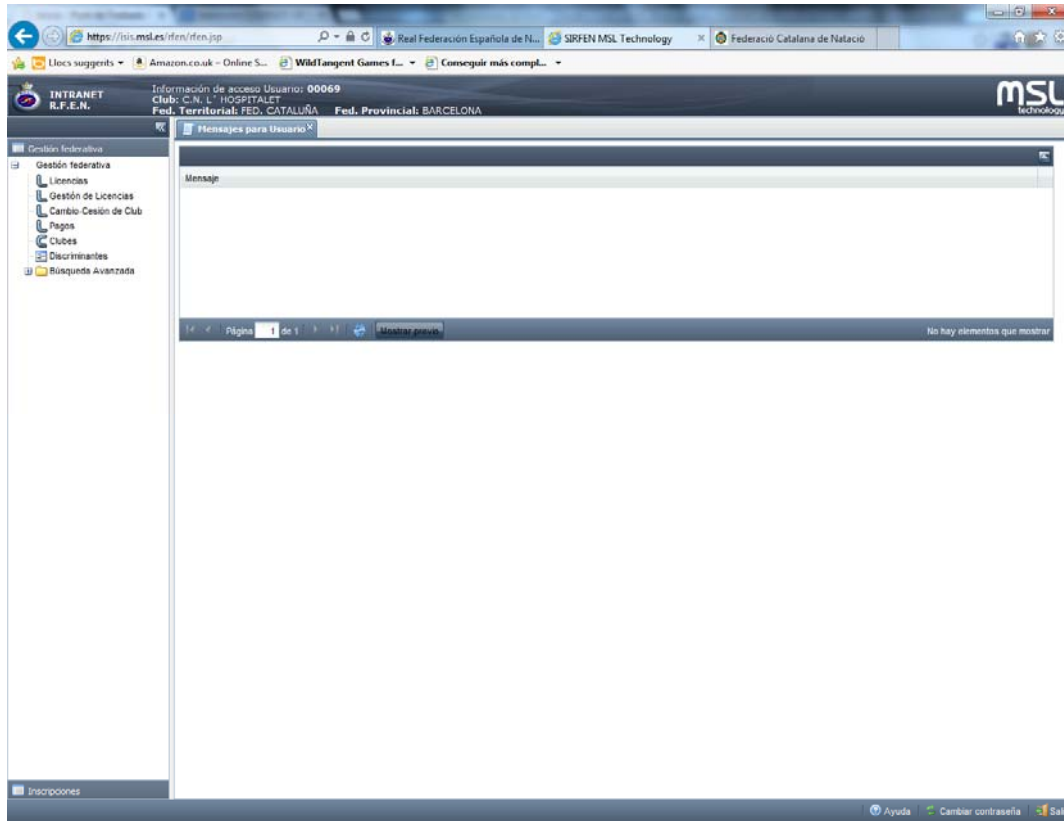 https://isis.msl.es/rfen/rfen.jsp
Real Federación Española de N...
SIRFEN MSL Technology
Federació Catalana de Natació
Llocs suggerits
Amazon.co.uk – Online S...
WildTangent Games f...
Conseguir más compl...
INTRANET
R.F.E.N.
Información de acceso Usuario: 00069
Club: C.N. L' HOSPITALET
Fed. Territorial: FED. CATALUÑA Fed. Provincial: BARCELONA
MSL
technology
Mensajes para Usuario
Gestión federativa
Gestión federativa
Licencias
Gestión de Licencias
Cambio-Cesión de Club
Pagos
Clubes
Discriminantes
Búsqueda Avanzada
Mensaje
Página 1 de 1
Mostrar previo
No hay elementos que mostrar
Inscripciones
Ayuda
Cambiar contraseña
Sali